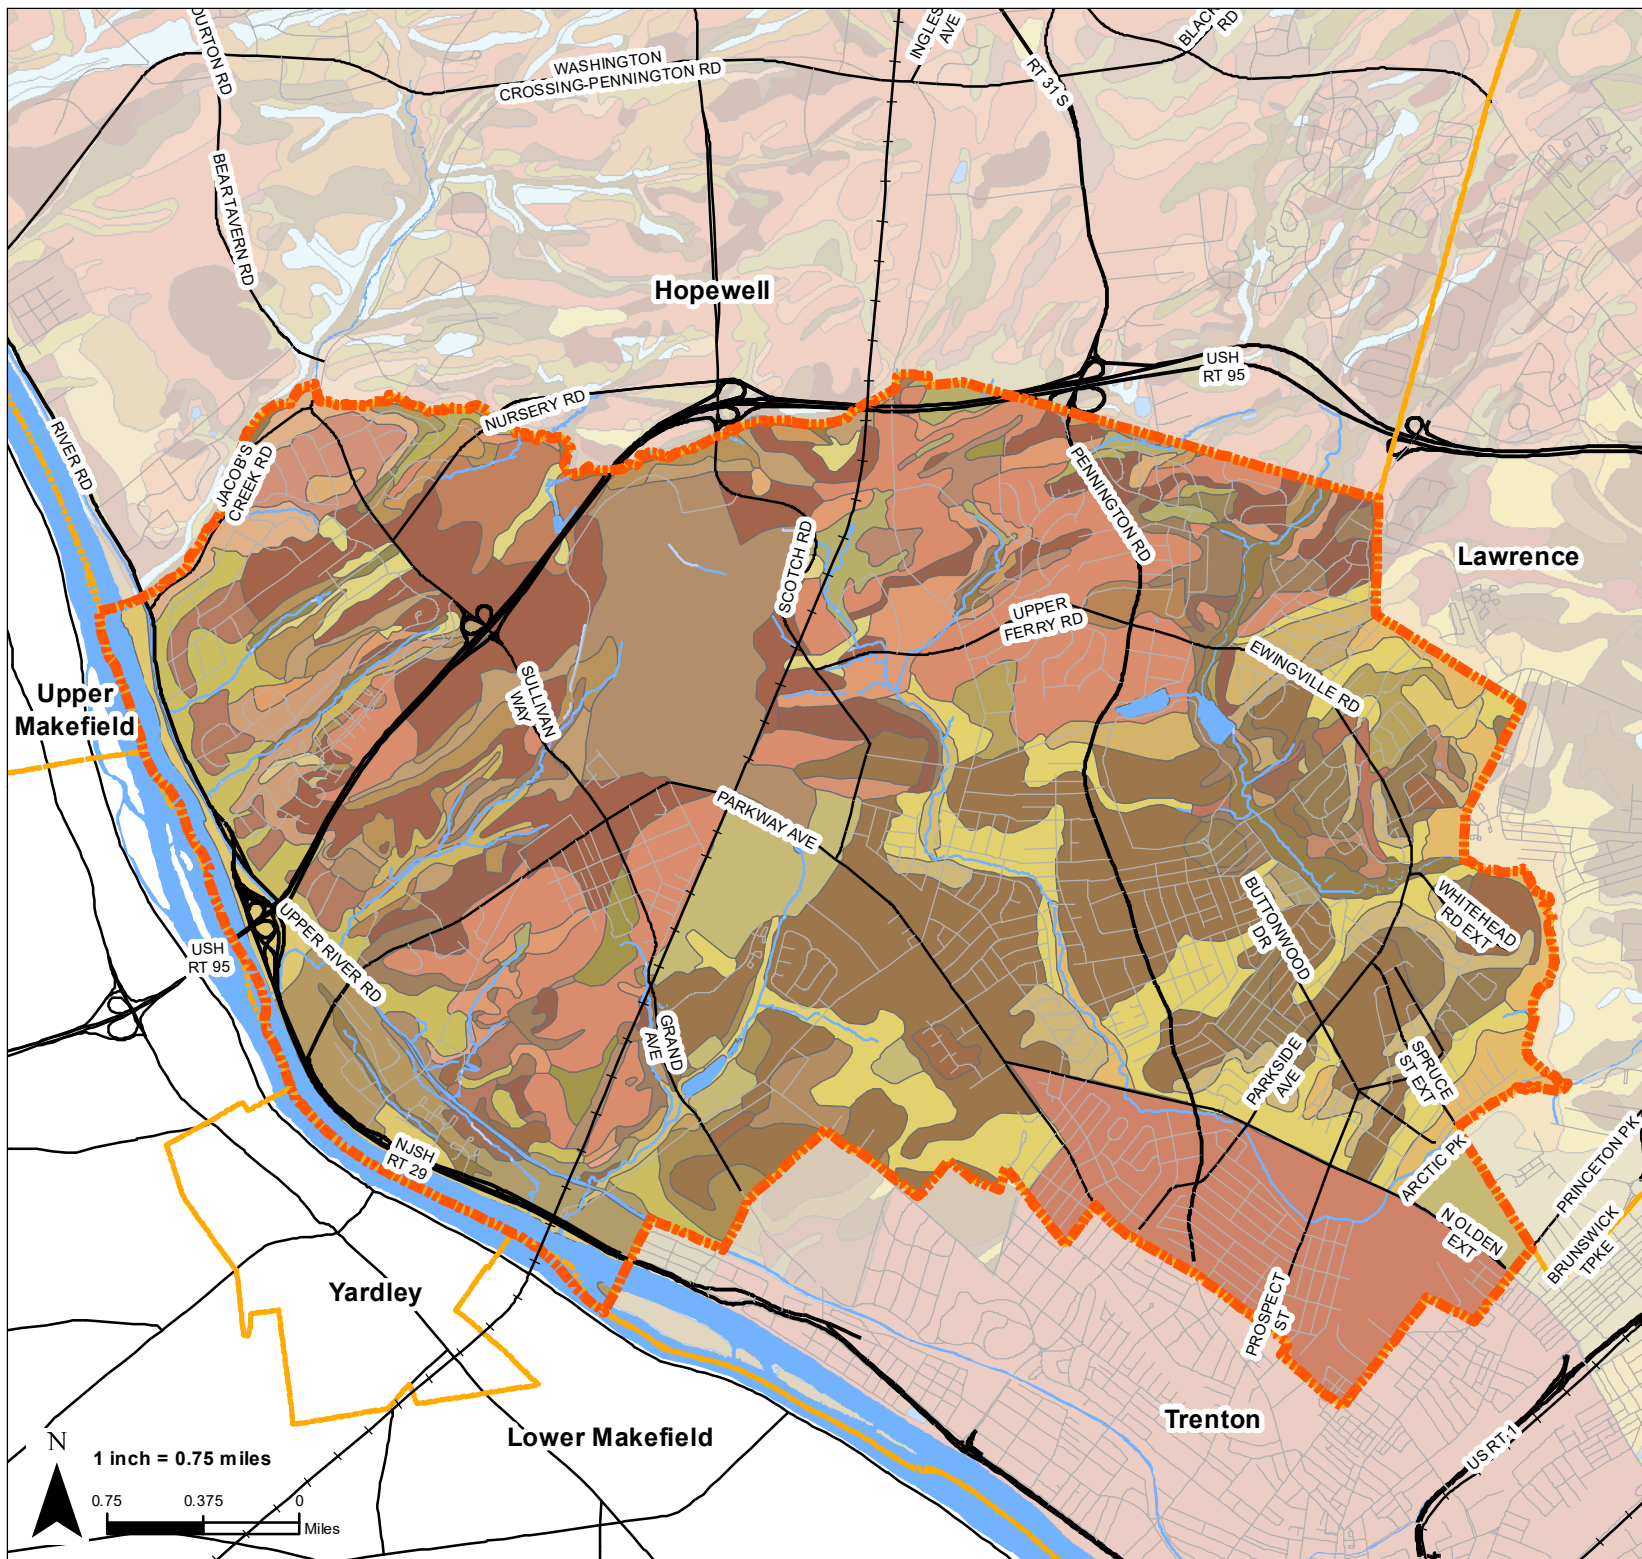 OURTON RD
WASHINGTON
CROSSING-PENNINGTON RD
INGLES
AVE
BLACK
RD
RT 31 S
BEARTAVERN RD
Hopewell
USH
RT 95
RIVER RD
NURSERY RD
JACOB'S
CREEK RD
PENNINGTON RD
SCOTCH RD
Lawrence
UPPER
FERRY RD
EWINGVILLE RD
SULLIVAN
WAY
Upper
Makefield
PARKWAY AVE
BUTTONWOOD
DR
WHITEHEAD
RD EXT
UPPER RIVER RD
USH
RT 95
GRAND
AVE
PARKSIDE
AVE
SPRUCE
ST EXT
NJSH
RT 29
ARCTIC PK
PRINCETON PK
N OLDEN
EXT
BRUNSWICK
TPKE
Yardley
PROSPECT
ST
Trenton
Lower Makefield
US RT 1
N
1 inch = 0.75 miles
0.75 0.375 0
Miles